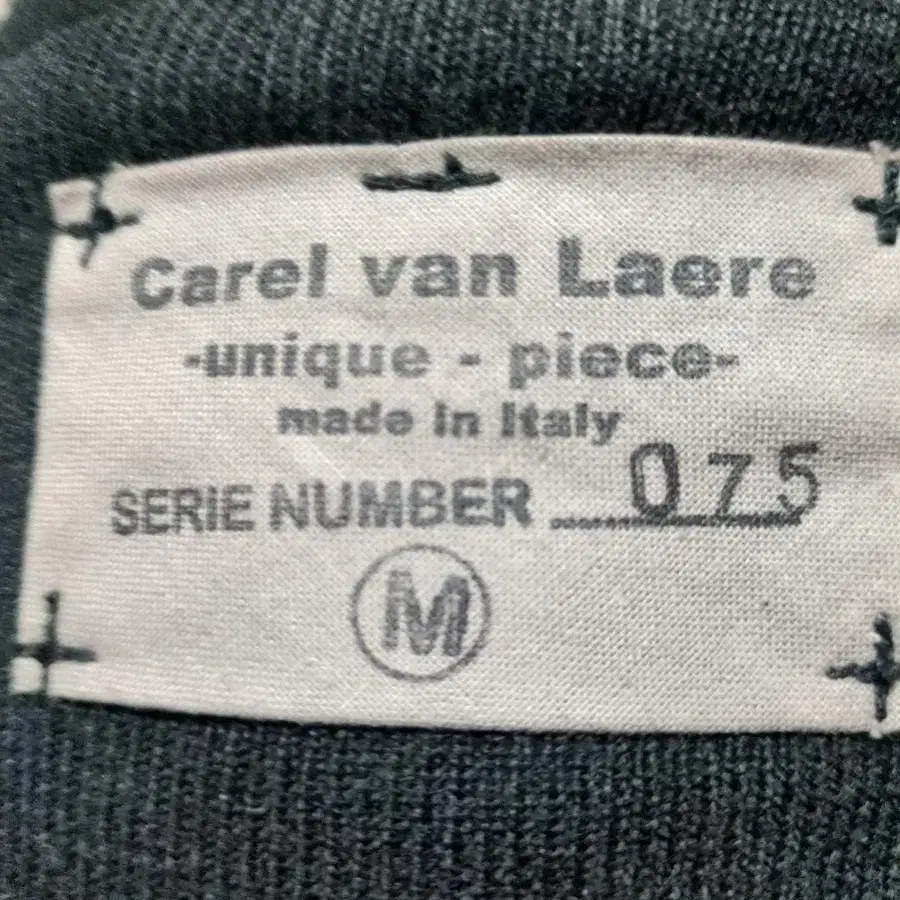 Carel van Laere
-unique - piece-
made in Italy
SERIE NUMBER 075
M